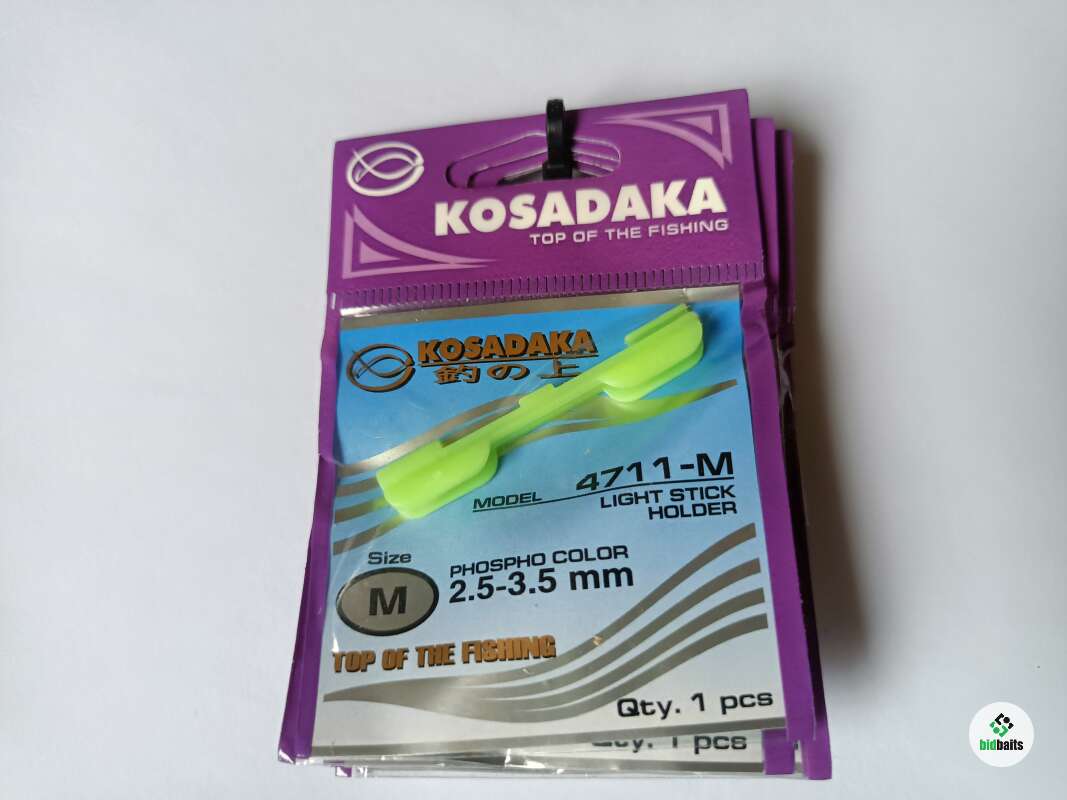 KOSADAKA
TOP OF THE FISHING
KOSADAKA
釣の上
MODEL 4711-M
LIGHT STICK
HOLDER
Size
M
PHOSPHO COLOR
2.5-3.5 mm
TOP OF THE FISHING
Qty. 1 pcs
Qty. 1 pcs
bidbaits